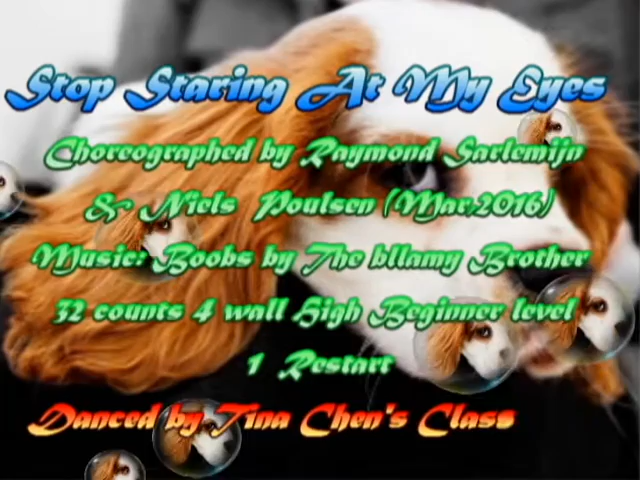 Stop Staring At My Eyes
Choreographed by Raymond Sarlemijn
& Niels Poulsen (Mar,2016)
Music: Boobs by The bllamy Brother
32 counts 4 wall High Beginner level
1 Restart
Danced by Tina Chen's Class